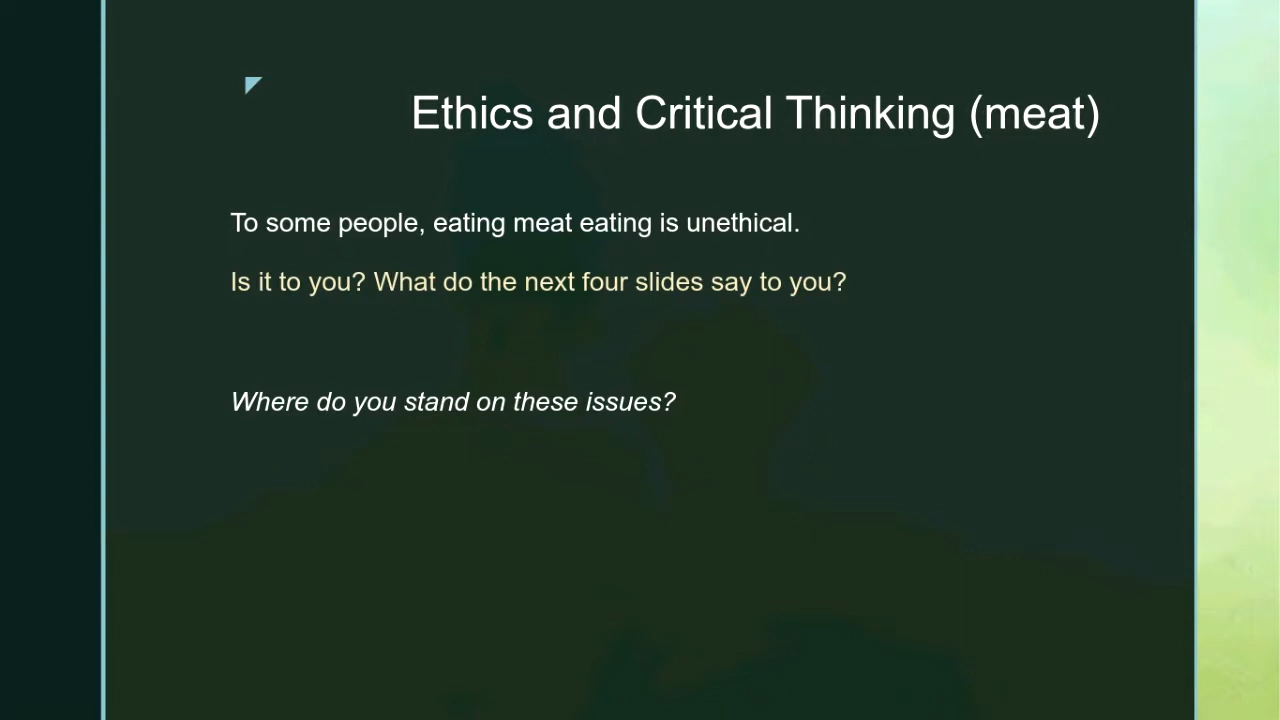 Ethics and Critical Thinking (meat)
To some people, eating meat eating is unethical.
Is it to you? What do the next four slides say to you?
Where do you stand on these issues?